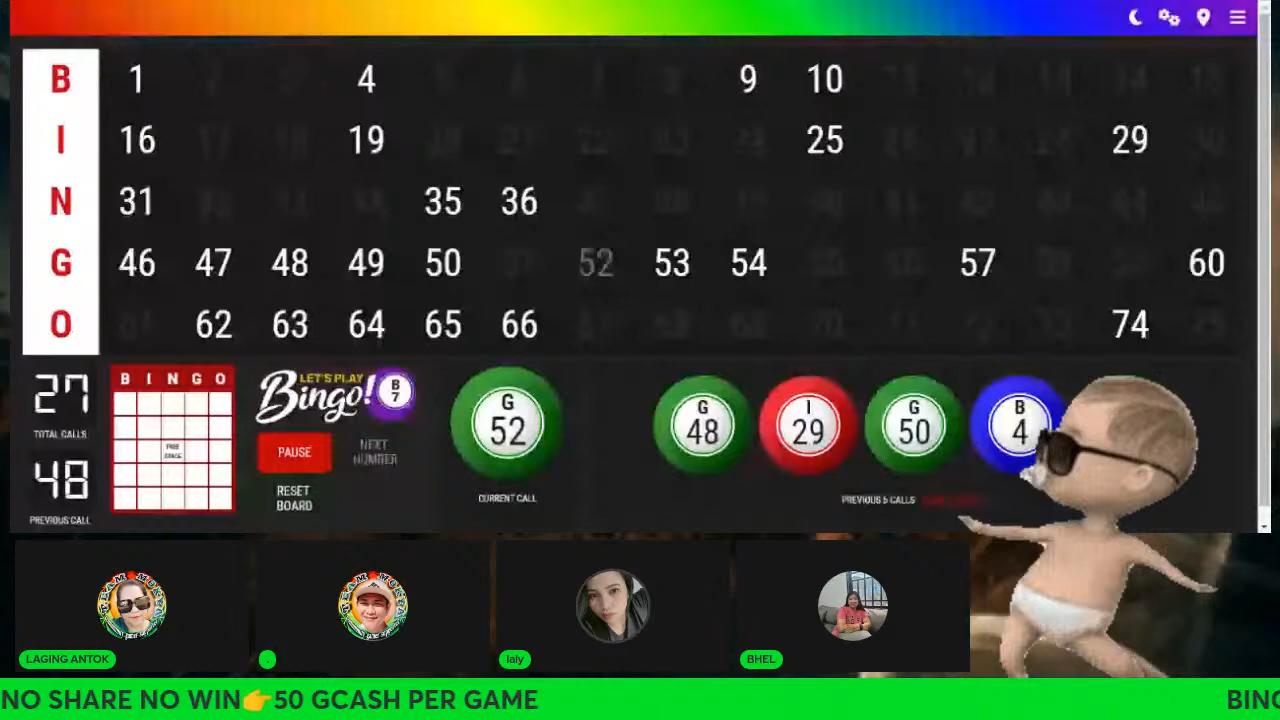 B 1 4 9 10
I 16 19 25 29
N 31 35 36
G 46 47 48 49 50 52 53 54 57 60
O 62 63 64 65 66 74
27
TOTAL CALLS
48
PREVIOUS CALL
B I N G O
FREE
SPACE
LET'S PLAY
Bingo!
B
7
PAUSE
NEXT
NUMBER
RESET
BOARD
G
52
CURRENT CALL
G
48
I
29
G
50
B
4
PREVIOUS 5 CALLS
LAGING ANTOK
.
laly
BHEL
NO SHARE NO WIN👉50 GCASH PER GAME